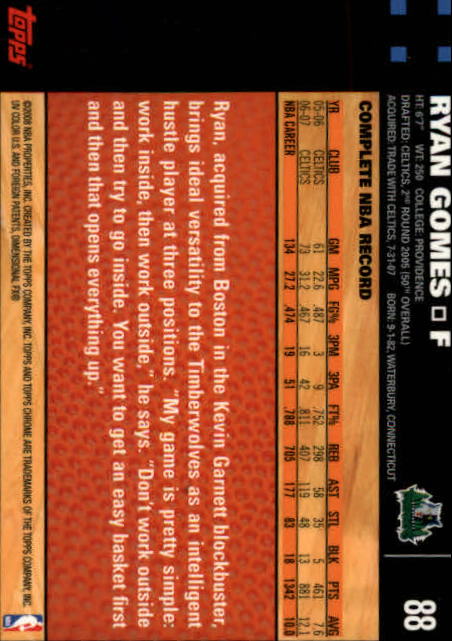 RYAN GOMES □ F
88
HT: 6'7" WT: 250 COLLEGE: PROVIDENCE
DRAFTED: CELTICS, 2ND ROUND 2005 (50TH OVERALL)
ACQUIRED: TRADE WITH CELTICS, 7-31-07 BORN: 9-1-82, WATERBURY, CONNECTICUT
COMPLETE NBA RECORD
YR CLUB GM MPG FG% 3PM 3PA FT% REB AST STL BLK PTS AVG
05-06 CELTICS 61 22.6 .487 3 9 .752 298 58 35 5 461 7.6
06-07 CELTICS 73 31.2 .467 16 42 .811 407 119 48 13 881 12.1
NBA CAREER 134 27.2 .474 19 51 .788 705 177 83 18 1342 10.0
Ryan, acquired from Boston in the Kevin Garnett blockbuster,
brings ideal versatility to the Timberwolves as an intelligent
hustle player at three positions. "My game is pretty simple:
work inside, then work outside," he says. "Don't work outside
and then try to go inside. You want to get an easy basket first
and then that opens everything up."
©2008 NBA PROPERTIES, INC. CREATED BY THE TOPPS COMPANY, INC. TOPPS AND TOPPS CHROME ARE TRADEMARKS OF THE TOPPS COMPANY, INC.
UV COLOR U.S. AND FOREIGN PATENTS, DIMENSIONAL FX®
topps